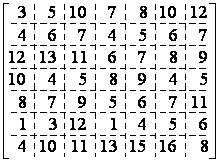 3 5 10 7 8 10 12
4 6 7 4 5 6 7
12 13 11 6 7 8 9
10 4 5 8 9 4 5
8 7 9 5 6 7 11
1 3 12 1 4 5 6
4 10 11 13 15 16 8